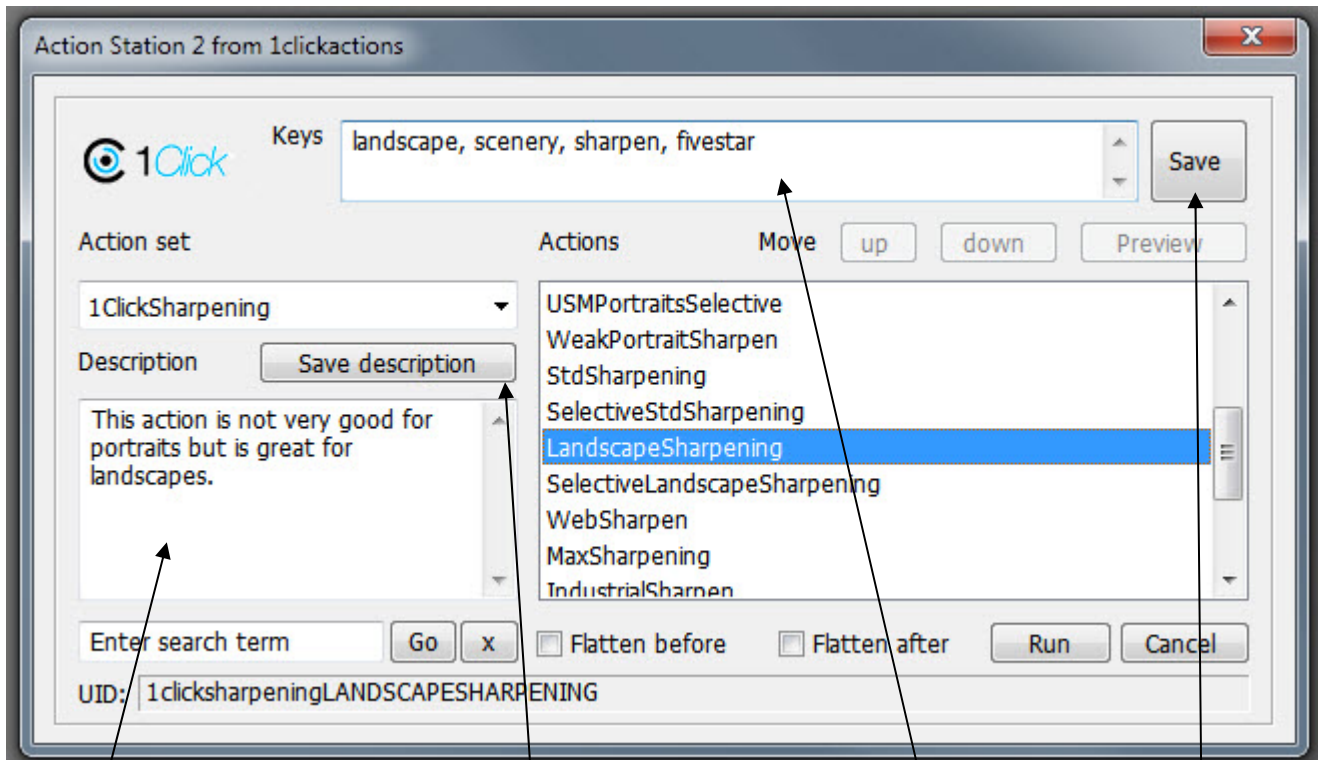 Action Station 2 from 1clickactions
1Click
Keys
landscape, scenery, sharpen, fivestar
Save
Action set
Actions
Move
up
down
Preview
1ClickSharpening
Description
Save description
This action is not very good for
portraits but is great for
landscapes.
USMPortraitsSelective
WeakPortraitSharpen
StdSharpening
SelectiveStdSharpening
LandscapeSharpening
SelectiveLandscapeSharpening
WebSharpen
MaxSharpening
IndustrialSharpen
Enter search term
Go
x
Flatten before
Flatten after
Run
Cancel
UID: 1clicksharpeningLANDSCAPESHARPENING